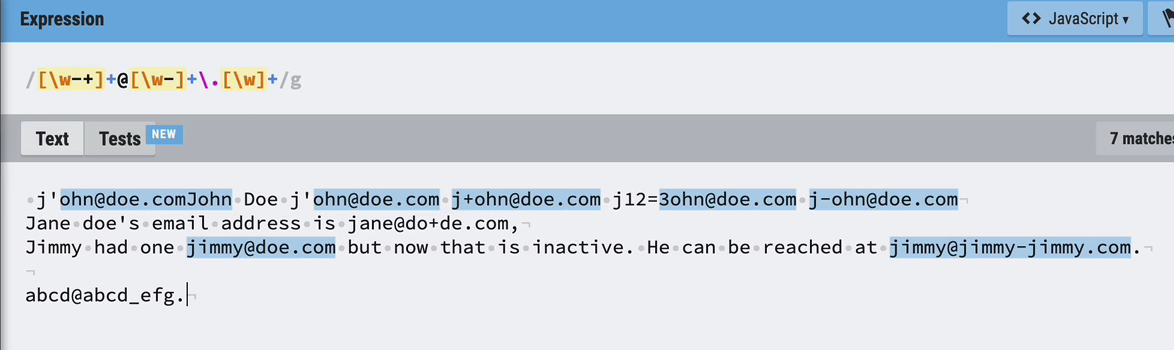 Expression
<> JavaScript ▾
/[\w-+]+@[\w-]+\.[\w]+/g
Text Tests NEW
7 matches
j'ohn@doe.comJohn Doe j'ohn@doe.com j+ohn@doe.com j12=3ohn@doe.com j-ohn@doe.com
Jane doe's email address is jane@do+de.com,
Jimmy had one jimmy@doe.com but now that is inactive. He can be reached at jimmy@jimmy-jimmy.com.
abcd@abcd_efg.